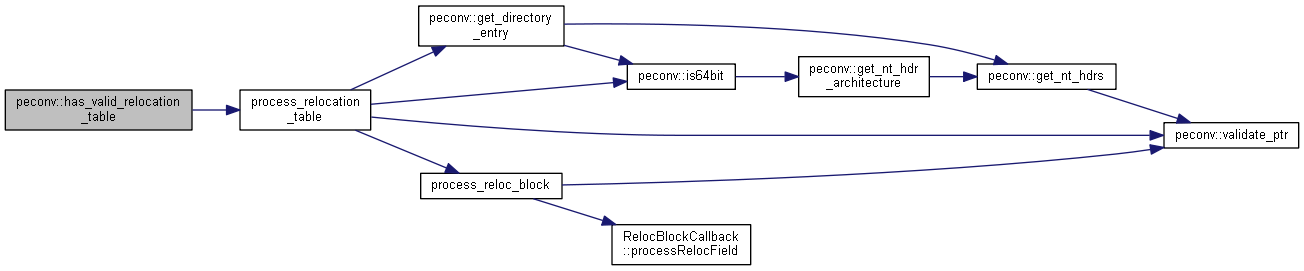 peconv::has_valid_relocation
_table
process_relocation
_table
peconv::get_directory
_entry
peconv::is64bit
peconv::get_nt_hdr
_architecture
peconv::get_nt_hdrs
peconv::validate_ptr
process_reloc_block
RelocBlockCallback
::processRelocField